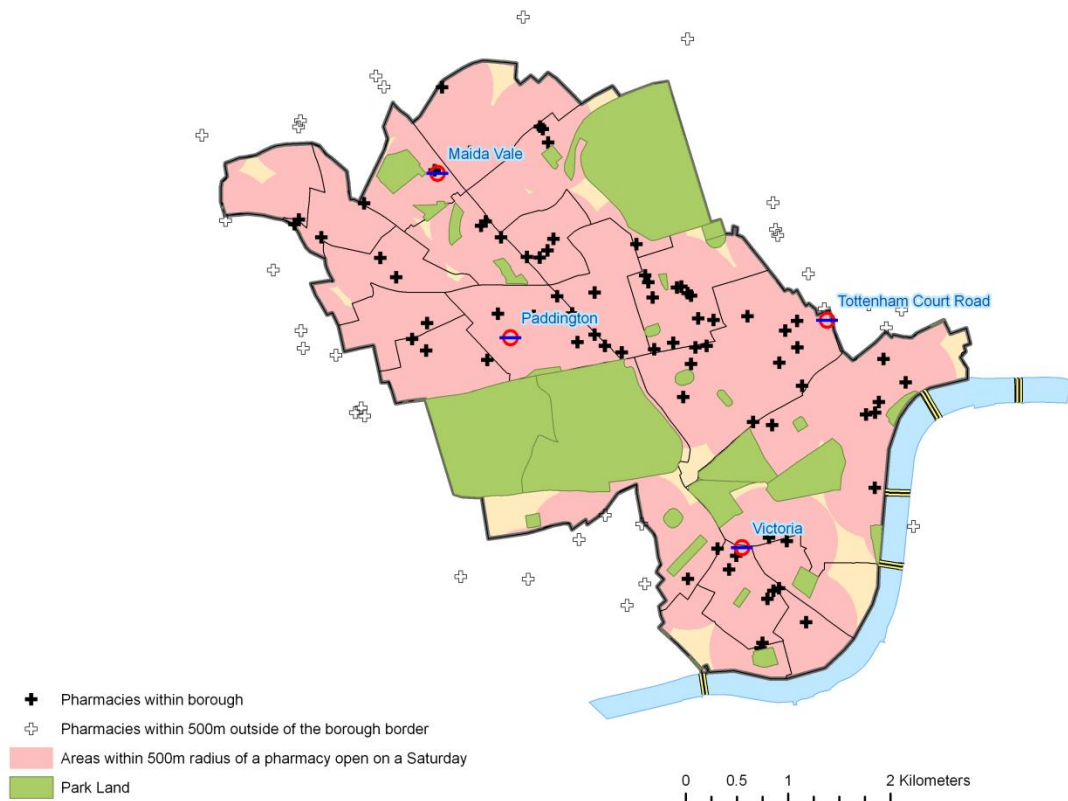 Maida Vale
Tottenham Court Road
Paddington
Victoria
Pharmacies within borough
Pharmacies within 500m outside of the borough border
Areas within 500m radius of a pharmacy open on a Saturday
Park Land
0 0.5 1 2 Kilometers